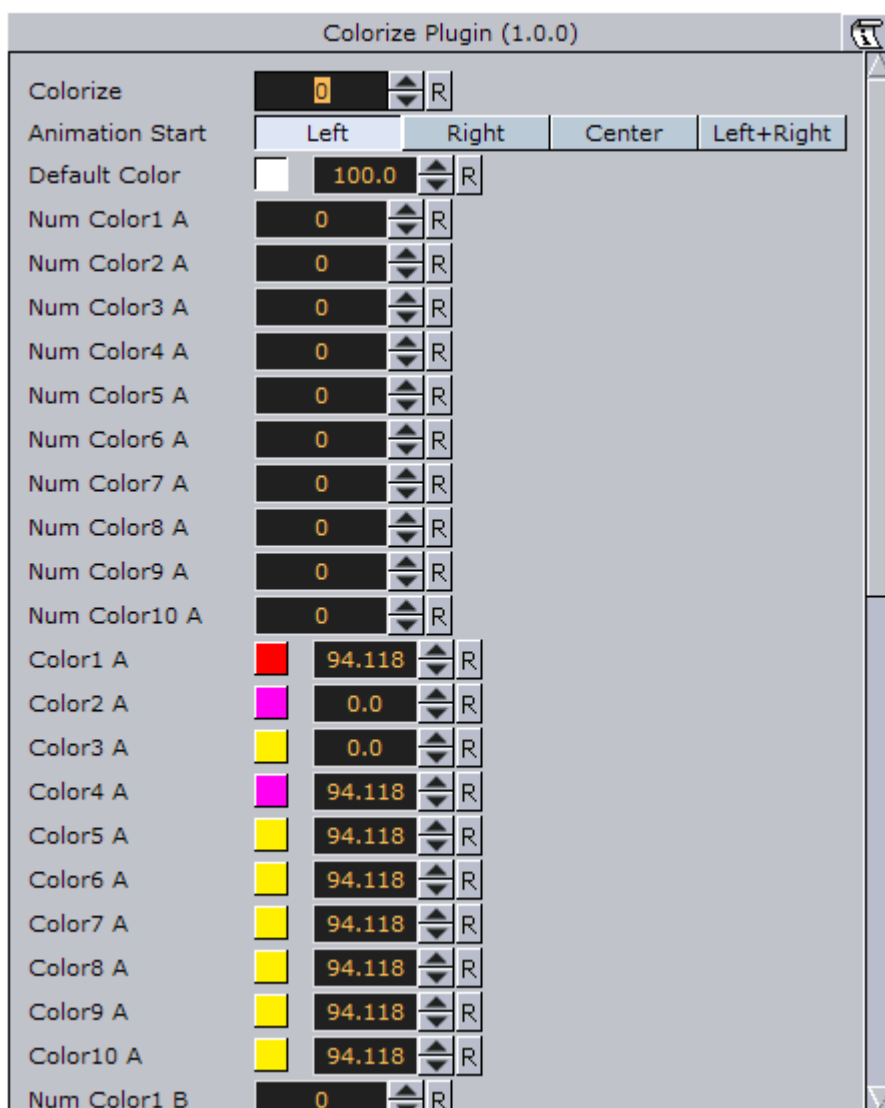 Colorize Plugin (1.0.0)
Colorize 0 R
Animation Start Left Right Center Left+Right
Default Color 100.0 R
Num Color1 A 0 R
Num Color2 A 0 R
Num Color3 A 0 R
Num Color4 A 0 R
Num Color5 A 0 R
Num Color6 A 0 R
Num Color7 A 0 R
Num Color8 A 0 R
Num Color9 A 0 R
Num Color10 A 0 R
Color1 A 94.118 R
Color2 A 0.0 R
Color3 A 0.0 R
Color4 A 94.118 R
Color5 A 94.118 R
Color6 A 94.118 R
Color7 A 94.118 R
Color8 A 94.118 R
Color9 A 94.118 R
Color10 A 94.118 R
Num Color1 B 0 R